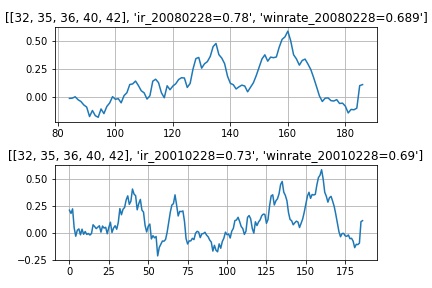 [[32, 35, 36, 40, 42], 'ir_20080228=0.78', 'winrate_20080228=0.689']
0.50
0.25
0.00
80 100 120 140 160 180
[[32, 35, 36, 40, 42], 'ir_20010228=0.73', 'winrate_20010228=0.69']
0.50
0.25
0.00
−0.25
0 25 50 75 100 125 150 175